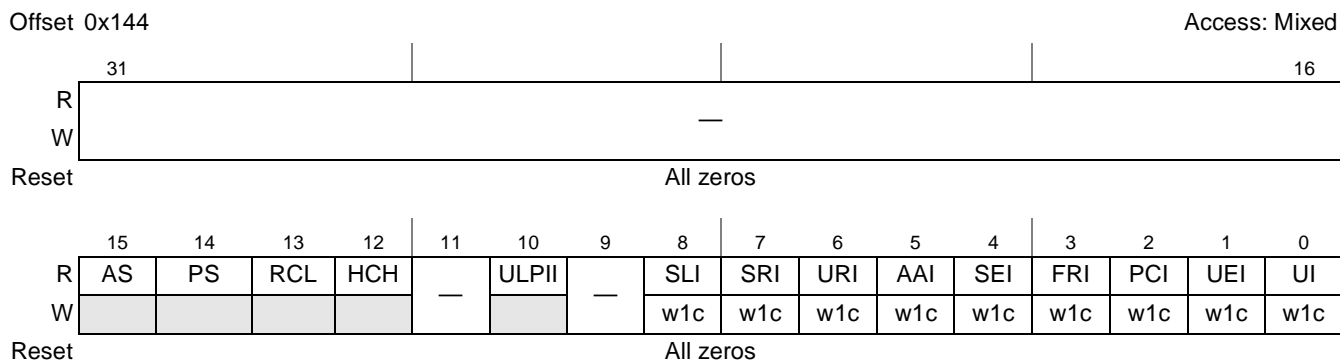 Offset 0x144 Access: Mixed
31 16
R
—
W
Reset All zeros
15 14 13 12 11 10 9 8 7 6 5 4 3 2 1 0
R AS PS RCL HCH — ULPII — SLI SRI URI AAI SEI FRI PCI UEI UI
W w1c w1c w1c w1c w1c w1c w1c w1c w1c
Reset All zeros